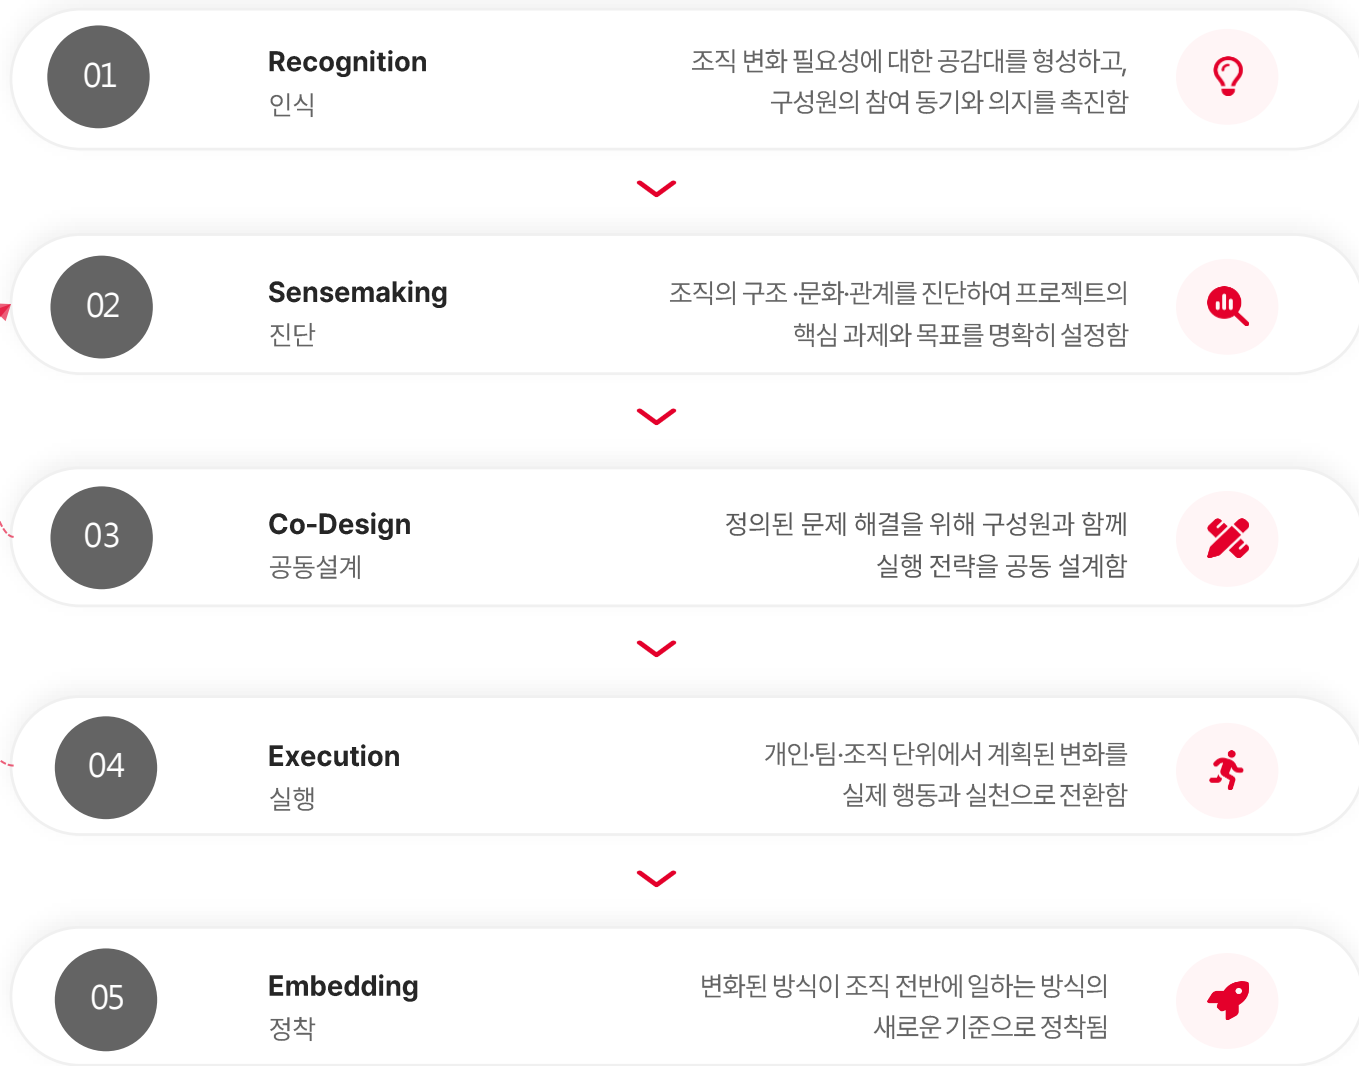 01
Recognition
인식
조직 변화 필요성에 대한 공감대를 형성하고,
구성원의 참여 동기와 의지를 촉진함
02
Sensemaking
진단
조직의 구조 ·문화·관계를 진단하여 프로젝트의
핵심 과제와 목표를 명확히 설정함
03
Co-Design
공동설계
정의된 문제 해결을 위해 구성원과 함께
실행 전략을 공동 설계함
04
Execution
실행
개인·팀·조직 단위에서 계획된 변화를
실제 행동과 실천으로 전환함
05
Embedding
정착
변화된 방식이 조직 전반에 일하는 방식의
새로운 기준으로 정착됨